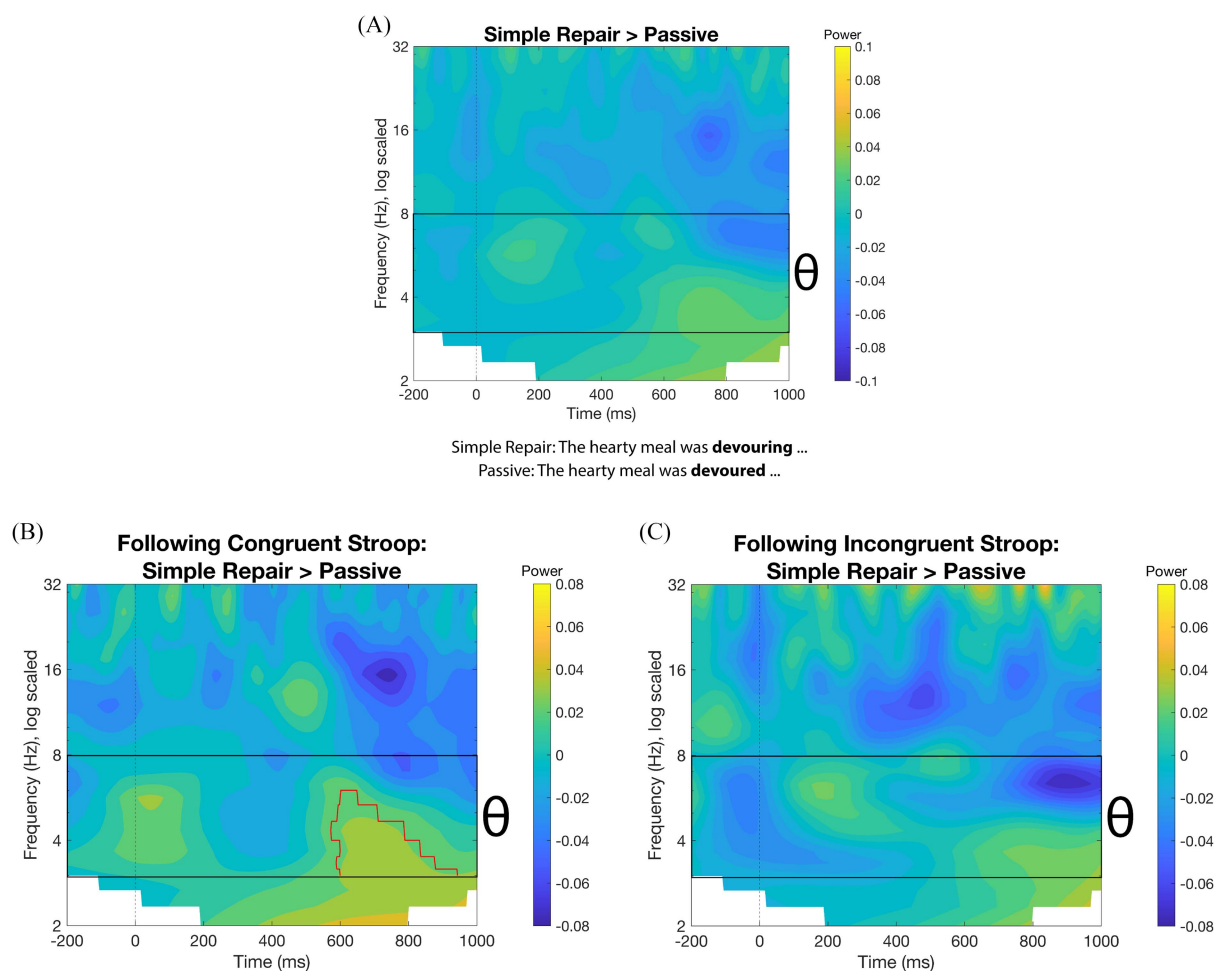 (A)
Simple Repair > Passive
Power
Frequency (Hz), log scaled
32
16
8
4
2
-200 0 200 400 600 800 1000
Time (ms)
0.1
0.08
0.06
0.04
0.02
0
-0.02
-0.04
-0.06
-0.08
-0.1
θ
Simple Repair: The hearty meal was devouring ...
Passive: The hearty meal was devoured ...
(B)
Following Congruent Stroop:
Simple Repair > Passive
Power
Frequency (Hz), log scaled
32
16
8
4
2
-200 0 200 400 600 800 1000
Time (ms)
0.08
0.06
0.04
0.02
0
-0.02
-0.04
-0.06
-0.08
θ
(C)
Following Incongruent Stroop:
Simple Repair > Passive
Power
Frequency (Hz), log scaled
32
16
8
4
2
-200 0 200 400 600 800 1000
Time (ms)
0.08
0.06
0.04
0.02
0
-0.02
-0.04
-0.06
-0.08
θ